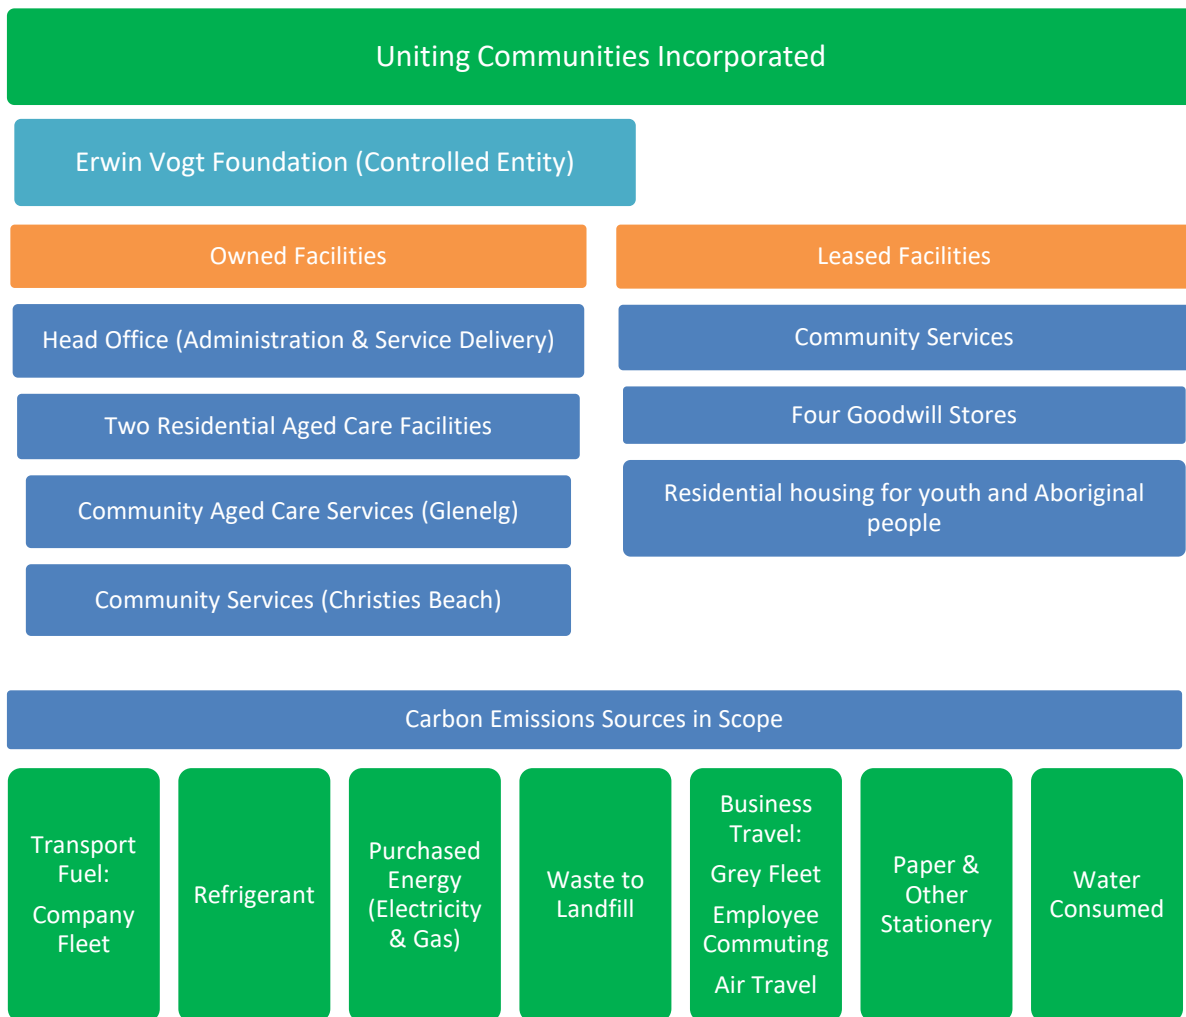 Uniting Communities Incorporated
Erwin Vogt Foundation (Controlled Entity)
Owned Facilities
Head Office (Administration & Service Delivery)
Two Residential Aged Care Facilities
Community Aged Care Services (Glenelg)
Community Services (Christies Beach)
Leased Facilities
Community Services
Four Goodwill Stores
Residential housing for youth and Aboriginal
people
Carbon Emissions Sources in Scope
Transport
Fuel:
Company
Fleet
Refrigerant
Purchased
Energy
(Electricity
& Gas)
Waste to
Landfill
Business
Travel:
Grey Fleet
Employee
Commuting
Air Travel
Paper &
Other
Stationery
Water
Consumed